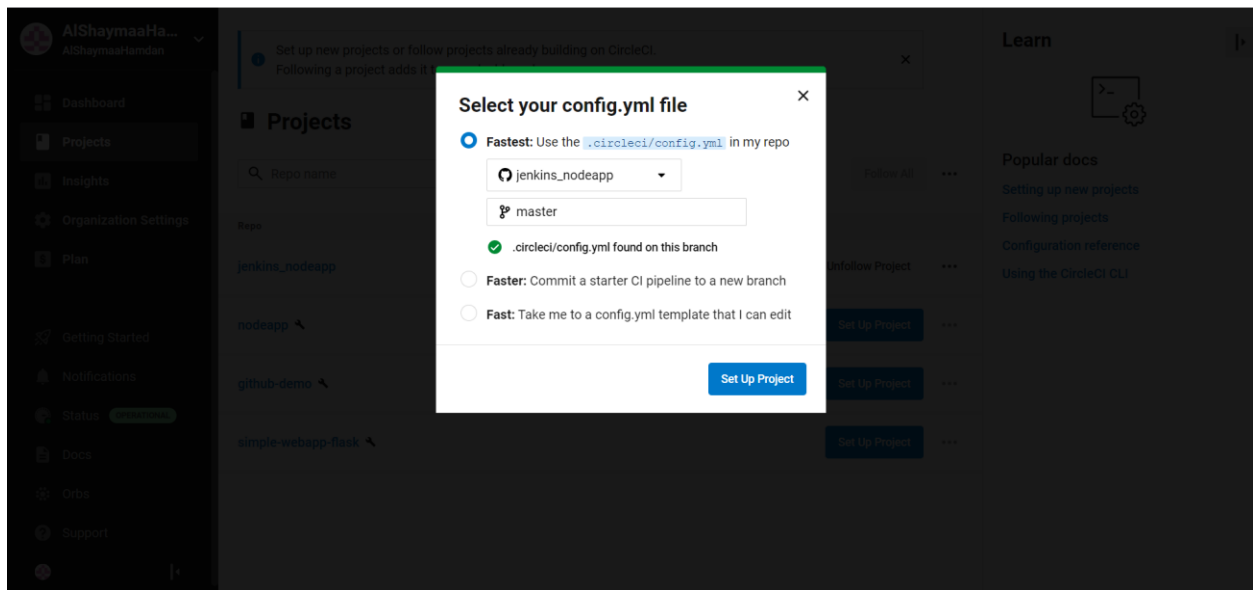 AlShaymaaHa...
AlShaymaaHamdan
Dashboard
Projects
Insights
Organization Settings
Plan
Getting Started
Notifications
Status OPERATIONAL
Docs
Orbs
Support
Set up new projects or follow projects already building on CircleCI.
Following a project adds it
Projects
Repo name
Follow All
Repo
jenkins_nodeapp
Unfollow Project
nodeapp
Set Up Project
github-demo
Set Up Project
simple-webapp-flask
Set Up Project
Select your config.yml file
Fastest: Use the .circleci/config.yml in my repo
jenkins_nodeapp
master
.circleci/config.yml found on this branch
Faster: Commit a starter CI pipeline to a new branch
Fast: Take me to a config.yml template that I can edit
Set Up Project
Learn
Popular docs
Setting up new projects
Following projects
Configuration reference
Using the CircleCI CLI